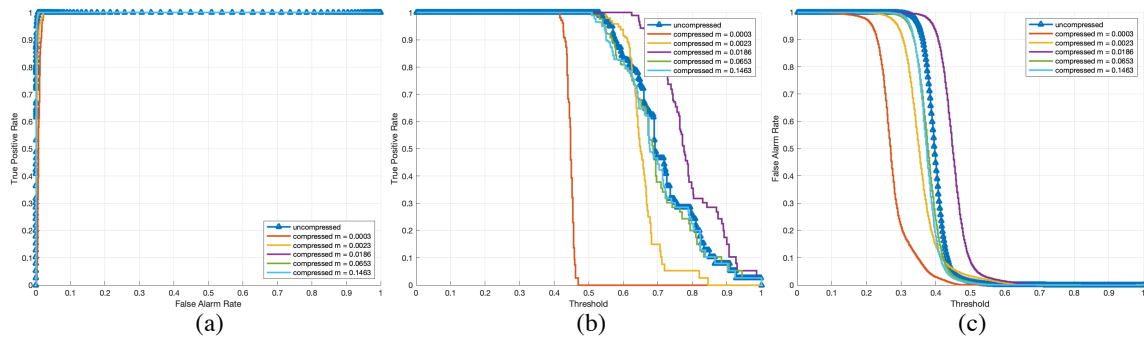 1
0.9
0.8
0.7
0.6
0.5
0.4
0.3
0.2
0.1
0
True Positive Rate
uncompressed
compressed m = 0.0003
compressed m = 0.0023
compressed m = 0.0186
compressed m = 0.0653
compressed m = 0.1463
0 0.1 0.2 0.3 0.4 0.5 0.6 0.7 0.8 0.9 1
False Alarm Rate
(a)
1
0.9
0.8
0.7
0.6
0.5
0.4
0.3
0.2
0.1
0
True Positive Rate
uncompressed
compressed m = 0.0003
compressed m = 0.0023
compressed m = 0.0186
compressed m = 0.0653
compressed m = 0.1463
0 0.1 0.2 0.3 0.4 0.5 0.6 0.7 0.8 0.9 1
Threshold
(b)
1
0.9
0.8
0.7
0.6
0.5
0.4
0.3
0.2
0.1
0
False Alarm Rate
uncompressed
compressed m = 0.0003
compressed m = 0.0023
compressed m = 0.0186
compressed m = 0.0653
compressed m = 0.1463
0 0.1 0.2 0.3 0.4 0.5 0.6 0.7 0.8 0.9 1
Threshold
(c)